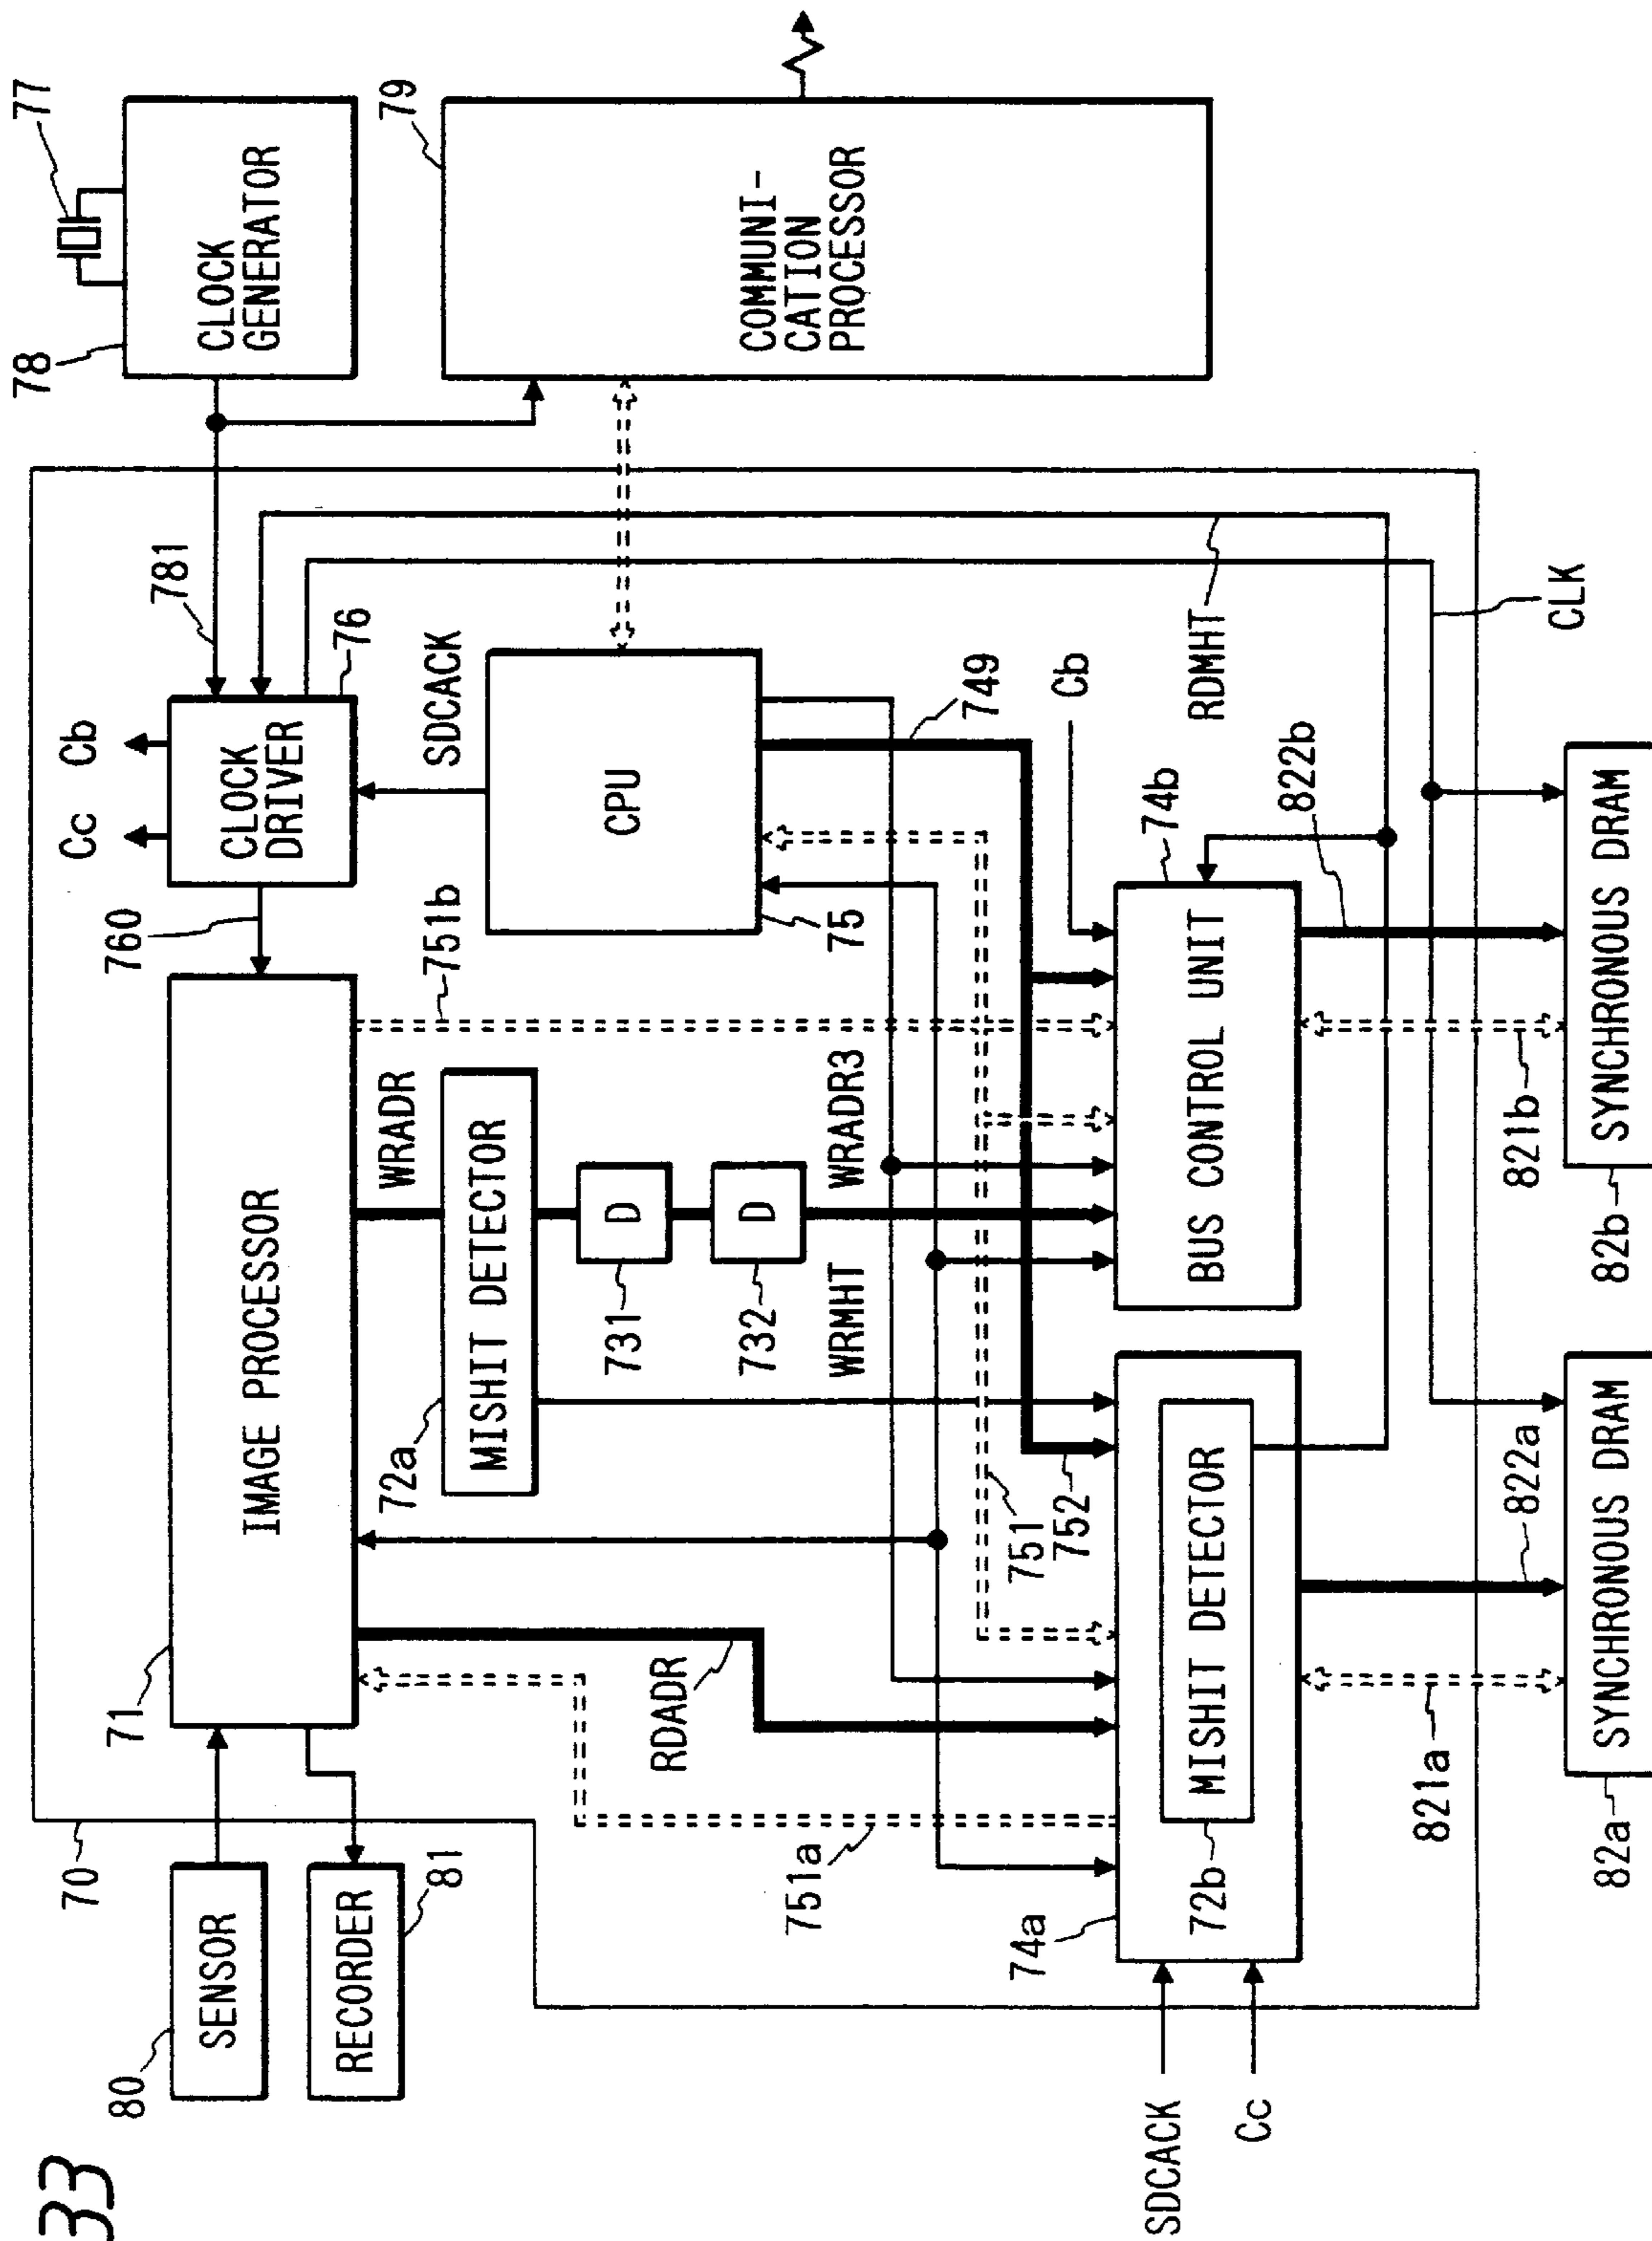 33
80
SENSOR
RECORDER
81
70
71
IMAGE PROCESSOR
760
Cc
Cb
CLOCK
DRIVER
76
781
78
CLOCK
GENERATOR
77
79
COMMUNI-
CATION
PROCESSOR
SDCACK
CPU
75
749
751b
WRADR
72a
MISHIT DETECTOR
731
D
732
D
WRADR3
WRMHT
RDADR
751a
751
752
Cb
74b
BUS CONTROL UNIT
RDMHT
CLK
74a
72b
MISHIT DETECTOR
SDCACK
Cc
821a
822a
82a
SYNCHRONOUS DRAM
821b
822b
82b
SYNCHRONOUS DRAM